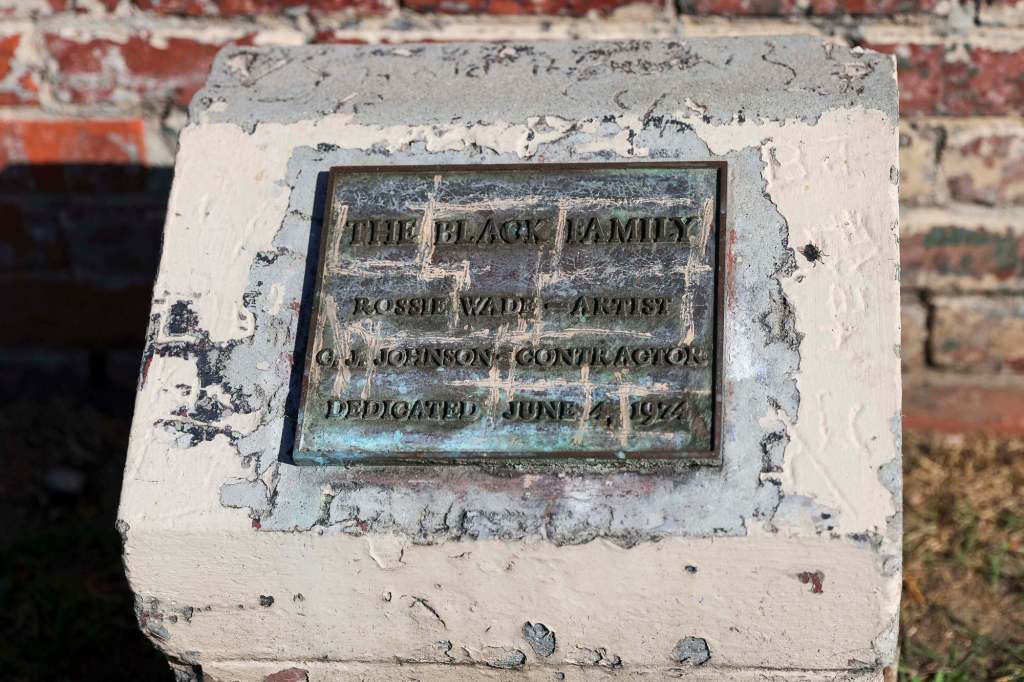 THE BLACK FAMILY
ROSSIE WADE - ARTIST
C. J. JOHNSON - CONTRACTOR
DEDICATED JUNE 4, 1974